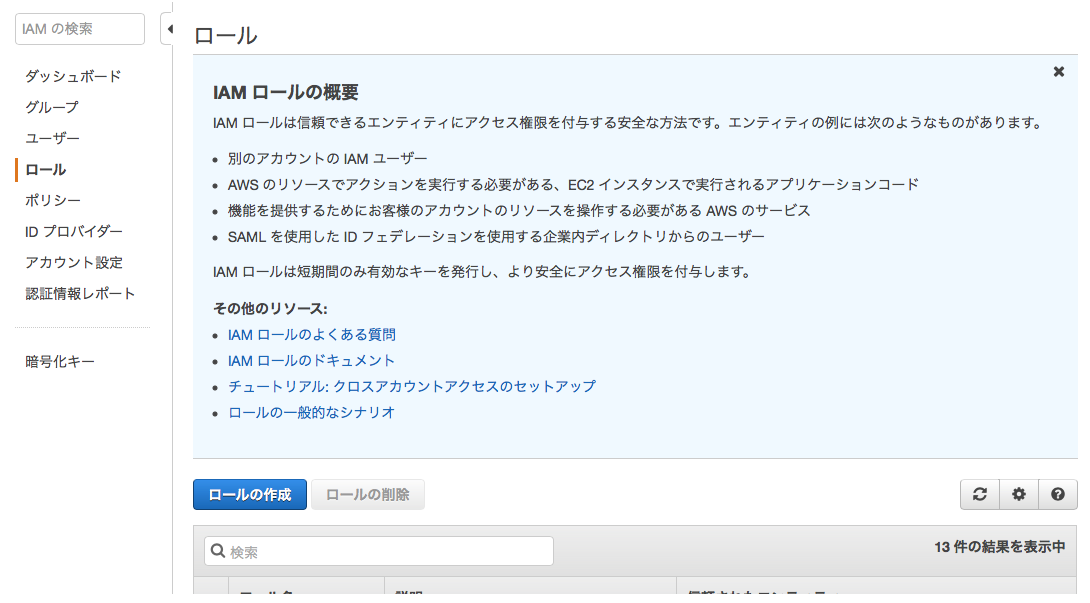 IAM の検索
ロール
ダッシュボード
グループ
ユーザー
ロール
ポリシー
ID プロバイダー
アカウント設定
認証情報レポート
暗号化キー
IAM ロールの概要
IAM ロールは信頼できるエンティティにアクセス権限を付与する安全な方法です。エンティティの例には次のようなものがあります。
別のアカウントの IAM ユーザー
AWS のリソースでアクションを実行する必要がある、EC2 インスタンスで実行されるアプリケーションコード
機能を提供するためにお客様のアカウントのリソースを操作する必要がある AWS のサービス
SAML を使用した ID フェデレーションを使用する企業内ディレクトリからのユーザー
IAM ロールは短期間のみ有効なキーを発行し、より安全にアクセス権限を付与します。
その他のリソース:
IAM ロールのよくある質問
IAM ロールのドキュメント
チュートリアル: クロスアカウントアクセスのセットアップ
ロールの一般的なシナリオ
ロールの作成
ロールの削除
検索
13 件の結果を表示中
ロール名
説明
信頼されたエンティティ